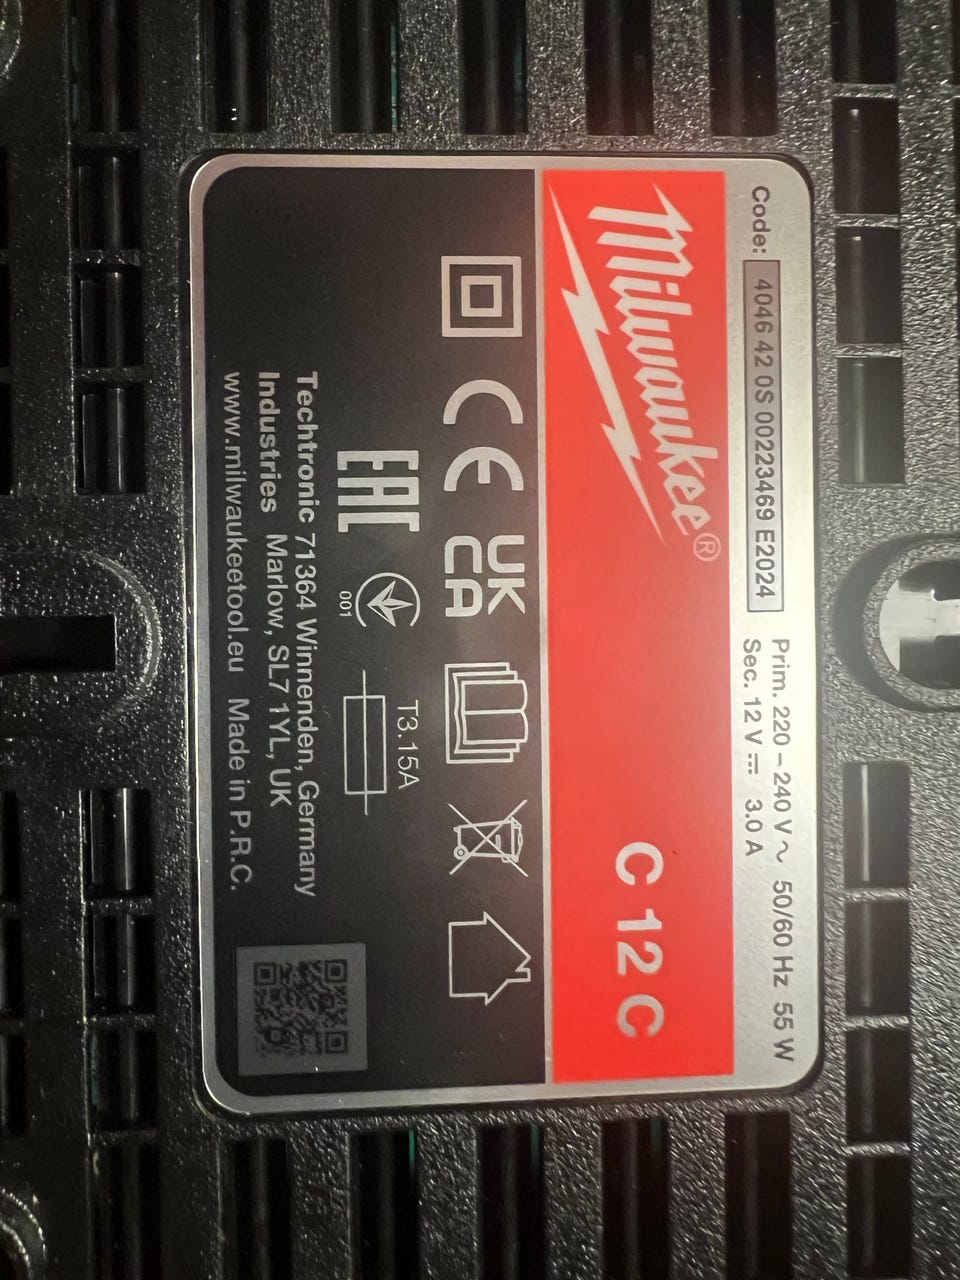 Code: 4046 42 0S 00223469 E2024
Prim. 220 – 240 V ~ 50/60 Hz 55 W
Sec. 12 V ⎓ 3.0 A
Milwaukee®
C 12 C
CE
UK
CA
EAC
001
T3.15A
Techtronic 71364 Winnenden, Germany
Industries Marlow, SL7 1YL, UK
www.milwaukeetool.eu Made in P.R.C.